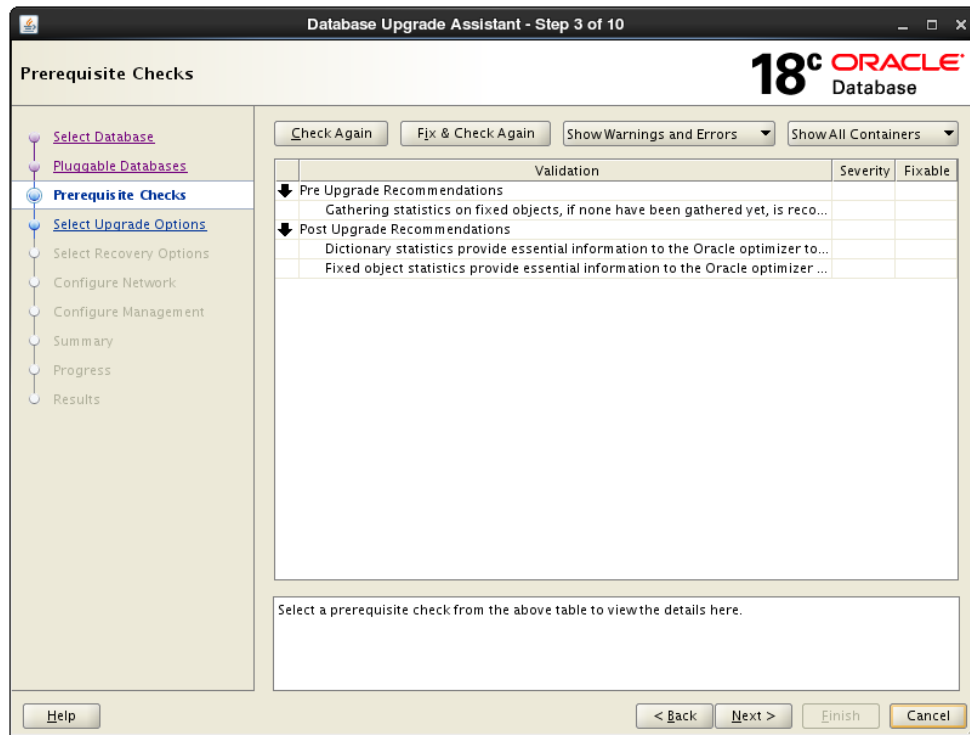 Database Upgrade Assistant - Step 3 of 10
Prerequisite Checks
18c ORACLE
Database
Select Database
Pluggable Databases
Prerequisite Checks
Select Upgrade Options
Select Recovery Options
Configure Network
Configure Management
Summary
Progress
Results
Check Again Fix & Check Again Show Warnings and Errors Show All Containers
Validation Severity Fixable
Pre Upgrade Recommendations
Gathering statistics on fixed objects, if none have been gathered yet, is reco...
Post Upgrade Recommendations
Dictionary statistics provide essential information to the Oracle optimizer to...
Fixed object statistics provide essential information to the Oracle optimizer ...
Select a prerequisite check from the above table to view the details here.
Help < Back Next > Finish Cancel